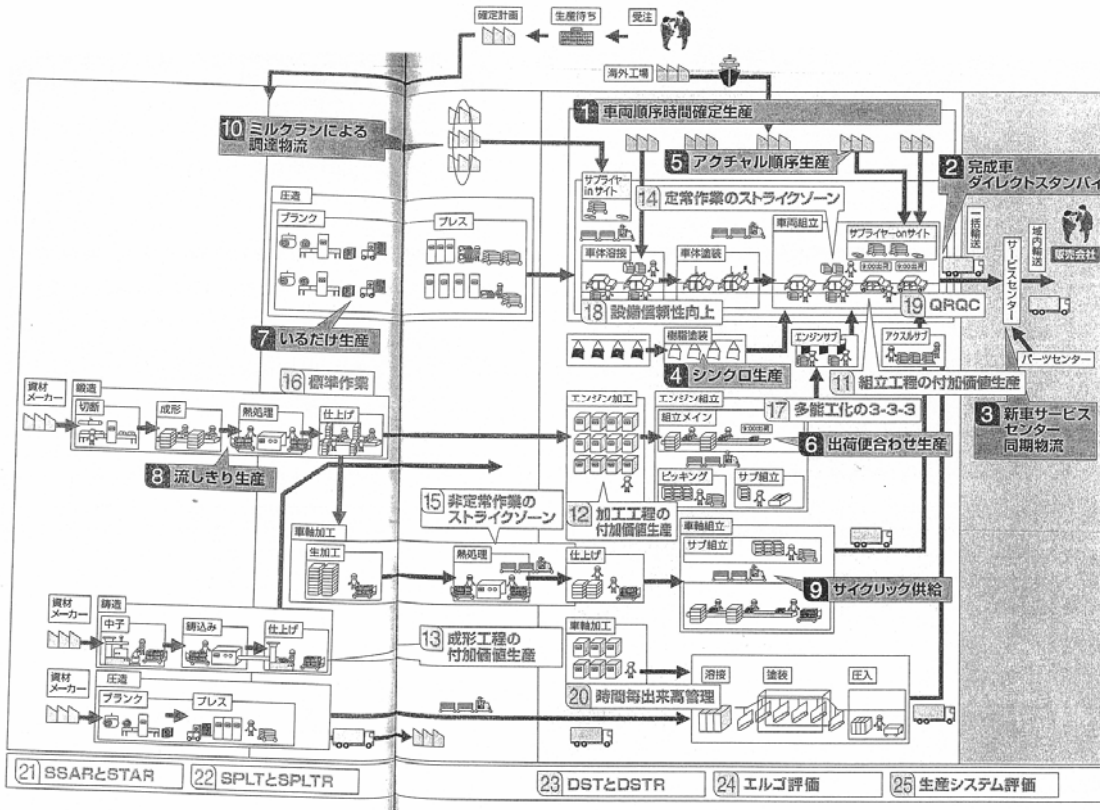 確定計画
生産待ち
受注
海外工場
1 車両順序時間確定生産
10 ミルクランによる
調達物流
5 アクチャル順序生産
2 完成車
ダイレクトスタンバイ
サプライヤー
inサイト
14 定常作業のストライクゾーン
圧造
ブランク
プレス
車両組立
サプライヤーonサイト
一括輸送
サービスセンター
域内輸送
販売会社
車体溶接
車体塗装
9:00出荷
9:00出荷
18 設備信頼性向上
19 QRQC
7 いるだけ生産
樹脂塗装
エンジンサブ
アクスルサブ
パーツセンター
4 シンクロ生産
11 組立工程の付加価値生産
16 標準作業
資材
メーカー
鍛造
切断
成形
熱処理
仕上げ
エンジン加工
エンジン組立
組立メイン
17 多能工化の3-3-3
9:00出荷
3 新車サービス
センター
同期物流
6 出荷便合わせ生産
8 流しきり生産
ピッキング
サブ組立
15 非定常作業の
ストライクゾーン
12 加工工程の
付加価値生産
車軸加工
生加工
熱処理
仕上げ
車軸組立
サブ組立
9 サイクリック供給
資材
メーカー
鋳造
中子
鋳込み
仕上げ
13 成形工程の
付加価値生産
車軸加工
資材
メーカー
圧造
ブランク
プレス
溶接
塗装
圧入
20 時間毎出来高管理
21 SSARとSTAR
22 SPLTとSPLTR
23 DSTとDSTR
24 エルゴ評価
25 生産システム評価